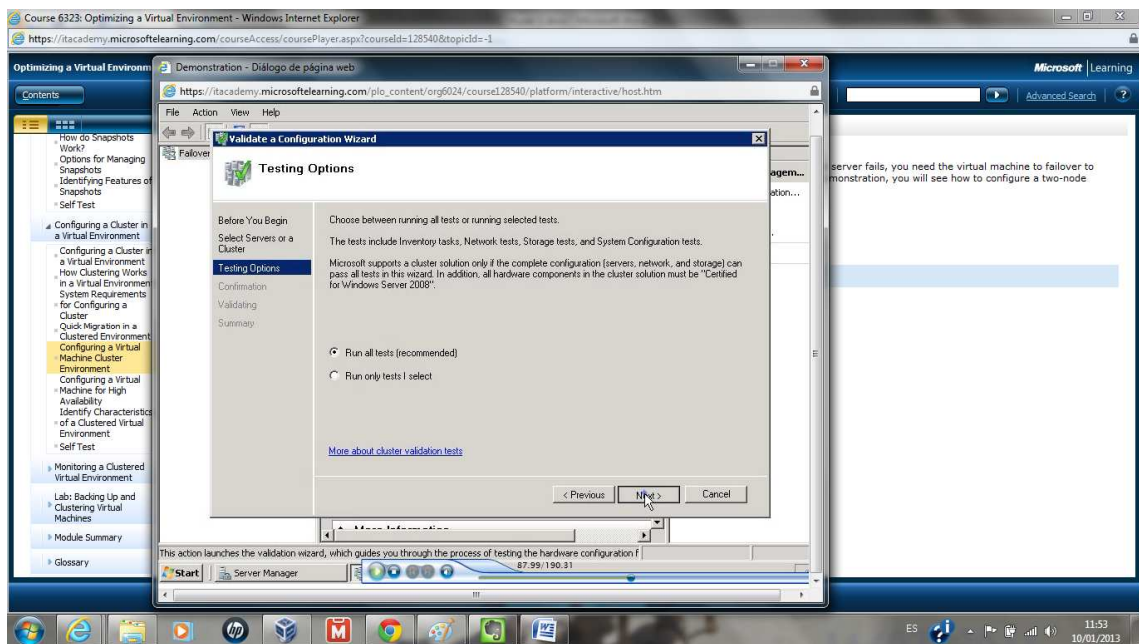 Course 6323: Optimizing a Virtual Environment - Windows Internet Explorer
https://itacademy.microsoftelearning.com/courseAccess/coursePlayer.aspx?courseId=128540&topicId=-1
Optimizing a Virtual Environm
Microsoft | Learning
Contents
Advanced Search
?
How do Snapshots
Work?
Options for Managing
Snapshots
Identifying Features of
Snapshots
Self Test
Configuring a Cluster in
a Virtual Environment
Configuring a Cluster in
a Virtual Environment
How Clustering Works
in a Virtual Environmen
System Requirements
for Configuring a
Cluster
Quick Migration in a
Clustered Environment
Configuring a Virtual
Machine Cluster
Environment
Configuring a Virtual
Machine for High
Availability
Identify Characteristics
of a Clustered Virtual
Environment
Self Test
Monitoring a Clustered
Virtual Environment
Lab: Backing Up and
Clustering Virtual
Machines
Module Summary
Glossary
Demonstration - Diálogo de página web
https://itacademy.microsoftelearning.com/plo_content/org6024/course128540/platform/interactive/host.htm
File Action View Help
Failover
agem...
ation...
Validate a Configuration Wizard
Testing Options
Before You Begin
Select Servers or a
Cluster
Testing Options
Confirmation
Validating
Summary
Choose between running all tests or running selected tests.
The tests include Inventory tasks, Network tests, Storage tests, and System Configuration tests.
Microsoft supports a cluster solution only if the complete configuration (servers, network, and storage) can
pass all tests in this wizard. In addition, all hardware components in the cluster solution must be "Certified
for Windows Server 2008".
Run all tests (recommended)
Run only tests I select
More about cluster validation tests
< Previous Next > Cancel
More Information
This action launches the validation wizard, which guides you through the process of testing the hardware configuration f
Start Server Manager
87.99/190.31
server fails, you need the virtual machine to failover to
monstration, you will see how to configure a two-node
ES
11:53
10/01/2013